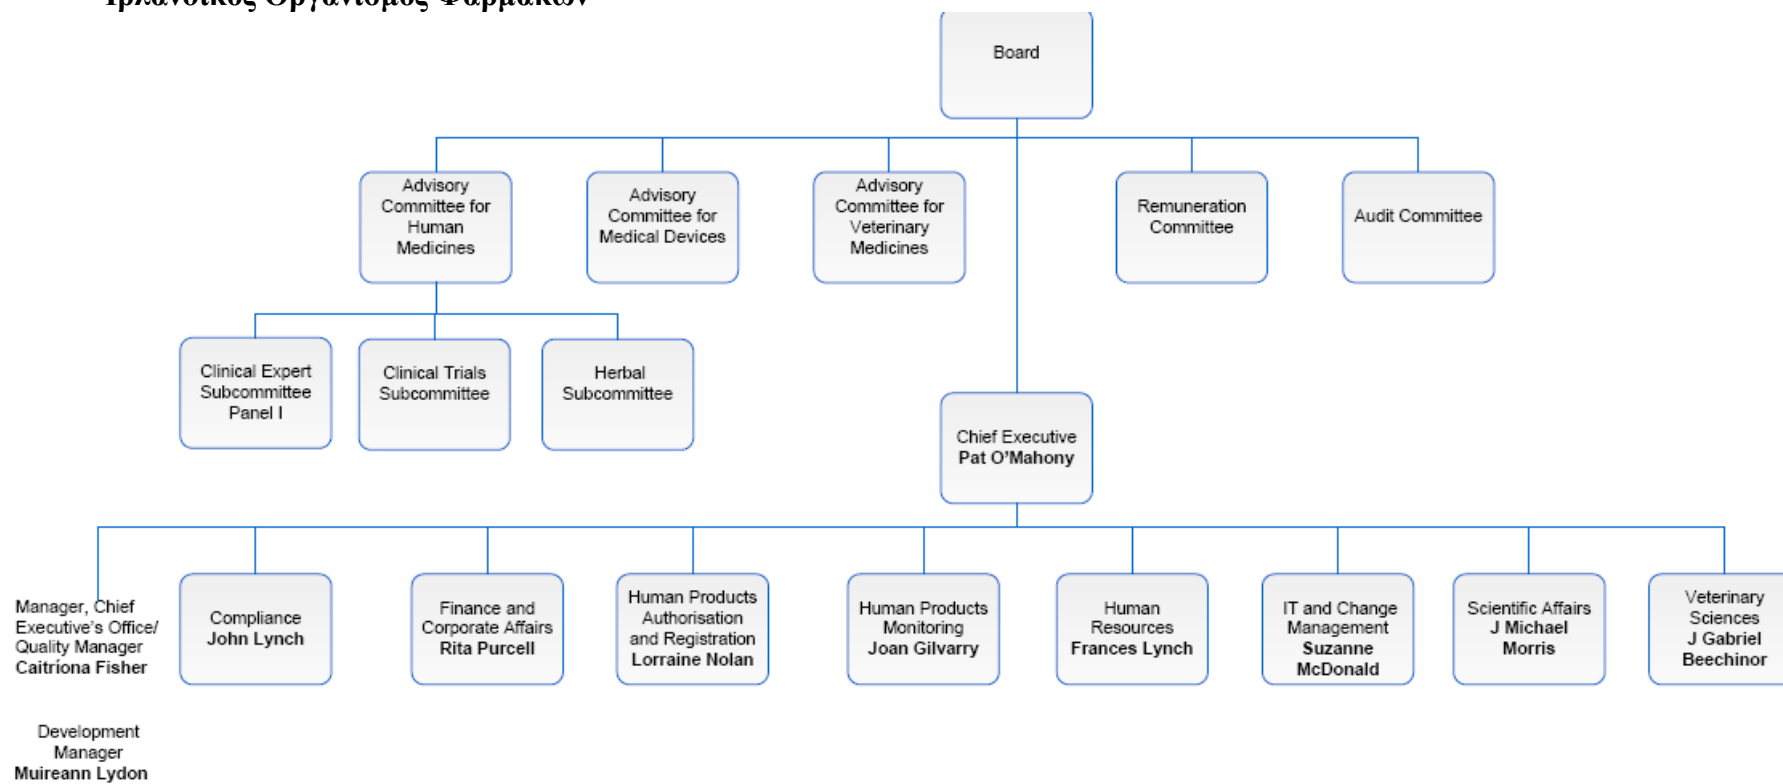 Ιρλανδικός Οργανισμός Φαρμάκων
Board
Advisory
Committee for
Human
Medicines
Advisory
Committee for
Medical Devices
Advisory
Committee for
Veterinary
Medicines
Remuneration
Committee
Audit Committee
Clinical Expert
Subcommittee
Panel I
Clinical Trials
Subcommittee
Herbal
Subcommittee
Chief Executive
Pat O’Mahony
Manager, Chief
Executive’s Office/
Quality Manager
Caitríona Fisher
Compliance
John Lynch
Finance and
Corporate Affairs
Rita Purcell
Human Products
Authorisation
and Registration
Lorraine Nolan
Human Products
Monitoring
Joan Gilvarry
Human
Resources
Frances Lynch
IT and Change
Management
Suzanne
McDonald
Scientific Affairs
J Michael
Morris
Veterinary
Sciences
J Gabriel
Beechinor
Development
Manager
Muireann Lydon